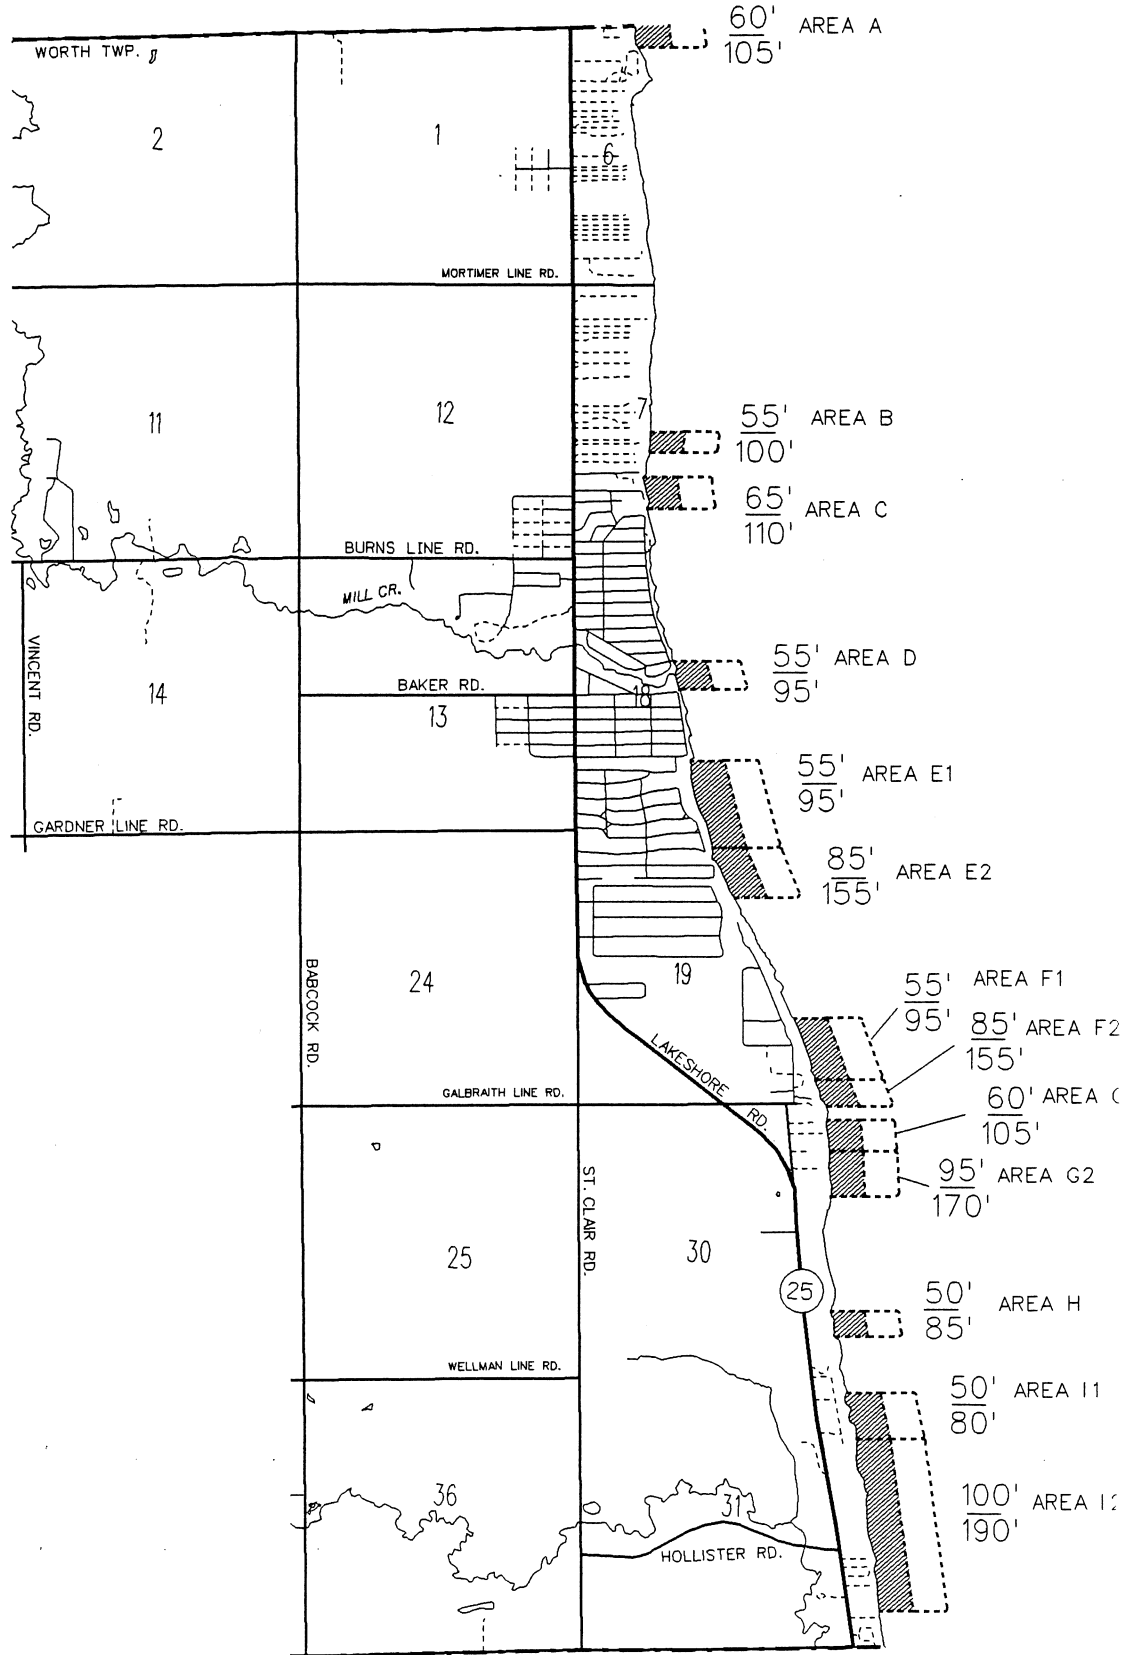 60' AREA A
105'
WORTH TWP.
2
1
6
MORTIMER LINE RD.
11
12
7
55' AREA B
100'
65' AREA C
110'
BURNS LINE RD.
MILL CR.
VINCENT RD.
14
BAKER RD.
13
18
55' AREA D
95'
55' AREA E1
95'
GARDNER LINE RD.
85' AREA E2
155'
BABCOCK RD.
24
19
55' AREA F1
95'
85' AREA F2
155'
LAKESHORE RD.
GALBRAITH LINE RD.
60' AREA
105'
ST. CLAIR RD.
95' AREA G2
170'
25
30
25
50' AREA H
85'
WELLMAN LINE RD.
50' AREA I1
80'
36
31
100' AREA I2
190'
HOLLISTER RD.